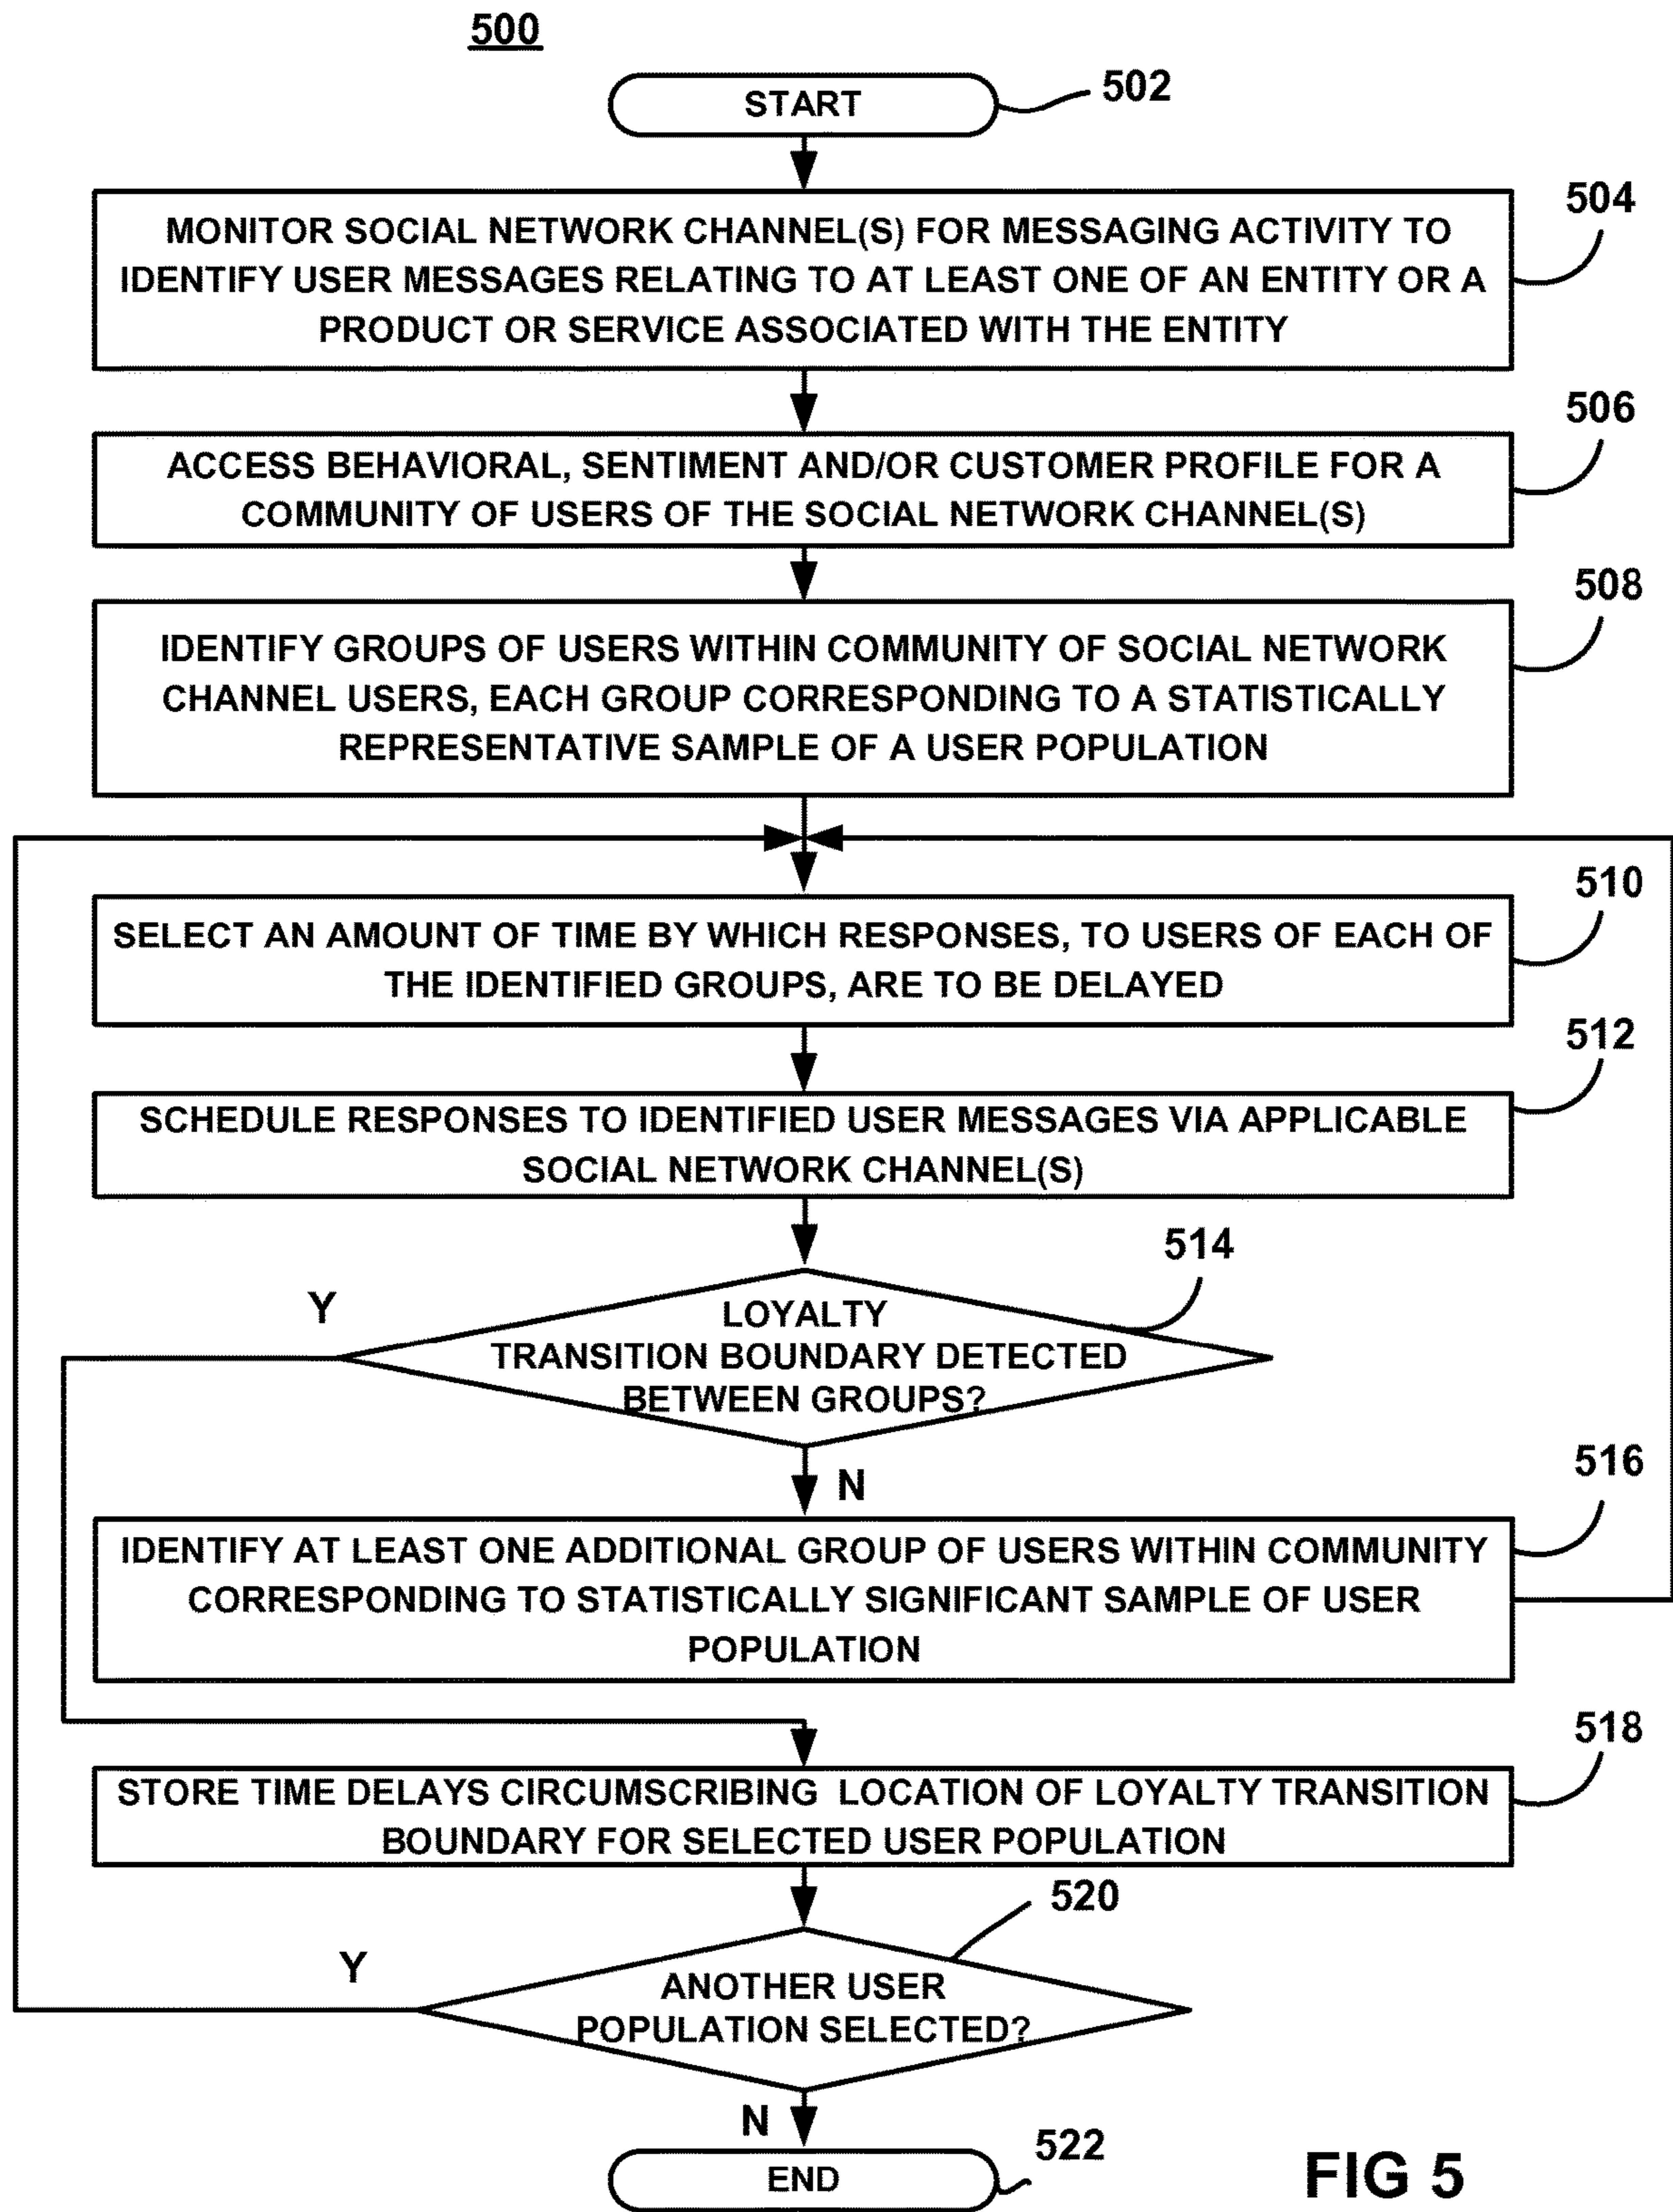 500
START
502
MONITOR SOCIAL NETWORK CHANNEL(S) FOR MESSAGING ACTIVITY TO
IDENTIFY USER MESSAGES RELATING TO AT LEAST ONE OF AN ENTITY OR A
PRODUCT OR SERVICE ASSOCIATED WITH THE ENTITY
504
ACCESS BEHAVIORAL, SENTIMENT AND/OR CUSTOMER PROFILE FOR A
COMMUNITY OF USERS OF THE SOCIAL NETWORK CHANNEL(S)
506
IDENTIFY GROUPS OF USERS WITHIN COMMUNITY OF SOCIAL NETWORK
CHANNEL USERS, EACH GROUP CORRESPONDING TO A STATISTICALLY
REPRESENTATIVE SAMPLE OF A USER POPULATION
508
SELECT AN AMOUNT OF TIME BY WHICH RESPONSES, TO USERS OF EACH OF
THE IDENTIFIED GROUPS, ARE TO BE DELAYED
510
SCHEDULE RESPONSES TO IDENTIFIED USER MESSAGES VIA APPLICABLE
SOCIAL NETWORK CHANNEL(S)
512
LOYALTY
TRANSITION BOUNDARY DETECTED
BETWEEN GROUPS?
514
Y
N
IDENTIFY AT LEAST ONE ADDITIONAL GROUP OF USERS WITHIN COMMUNITY
CORRESPONDING TO STATISTICALLY SIGNIFICANT SAMPLE OF USER
POPULATION
516
STORE TIME DELAYS CIRCUMSCRIBING LOCATION OF LOYALTY TRANSITION
BOUNDARY FOR SELECTED USER POPULATION
518
ANOTHER USER
POPULATION SELECTED?
520
Y
N
END
522
FIG 5